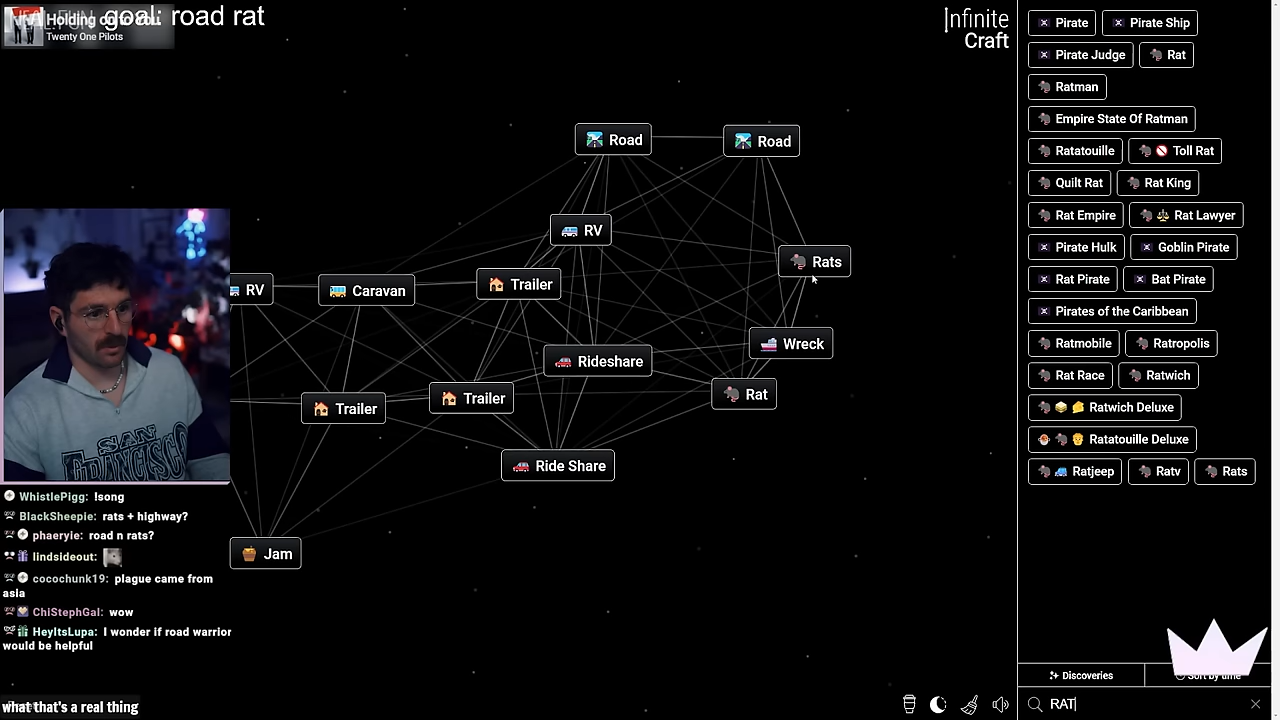 goal: road rat
Holding on to You
Twenty One Pilots
Infinite
Craft
Road
Road
RV
Rats
RV
Caravan
Trailer
Wreck
Rideshare
Rat
Trailer
Trailer
Ride Share
Jam
SAN
FRANCISCO
WhistlePigg: !song
BlackSheepie: rats + highway?
phaeryle: road n rats?
lindsideout:
cocochunk19: plague came from
asia
ChiStephGal: wow
HeyItsLupa: I wonder if road warrior
would be helpful
what that's a real thing
Pirate
Pirate Ship
Pirate Judge
Rat
Ratman
Empire State Of Ratman
Ratatouille
Toll Rat
Quilt Rat
Rat King
Rat Empire
Rat Lawyer
Pirate Hulk
Goblin Pirate
Rat Pirate
Bat Pirate
Pirates of the Caribbean
Ratmobile
Ratropolis
Rat Race
Ratwich
Ratwich Deluxe
Ratatouille Deluxe
Ratjeep
Ratv
Rats
Discoveries
Sort by time
RAT